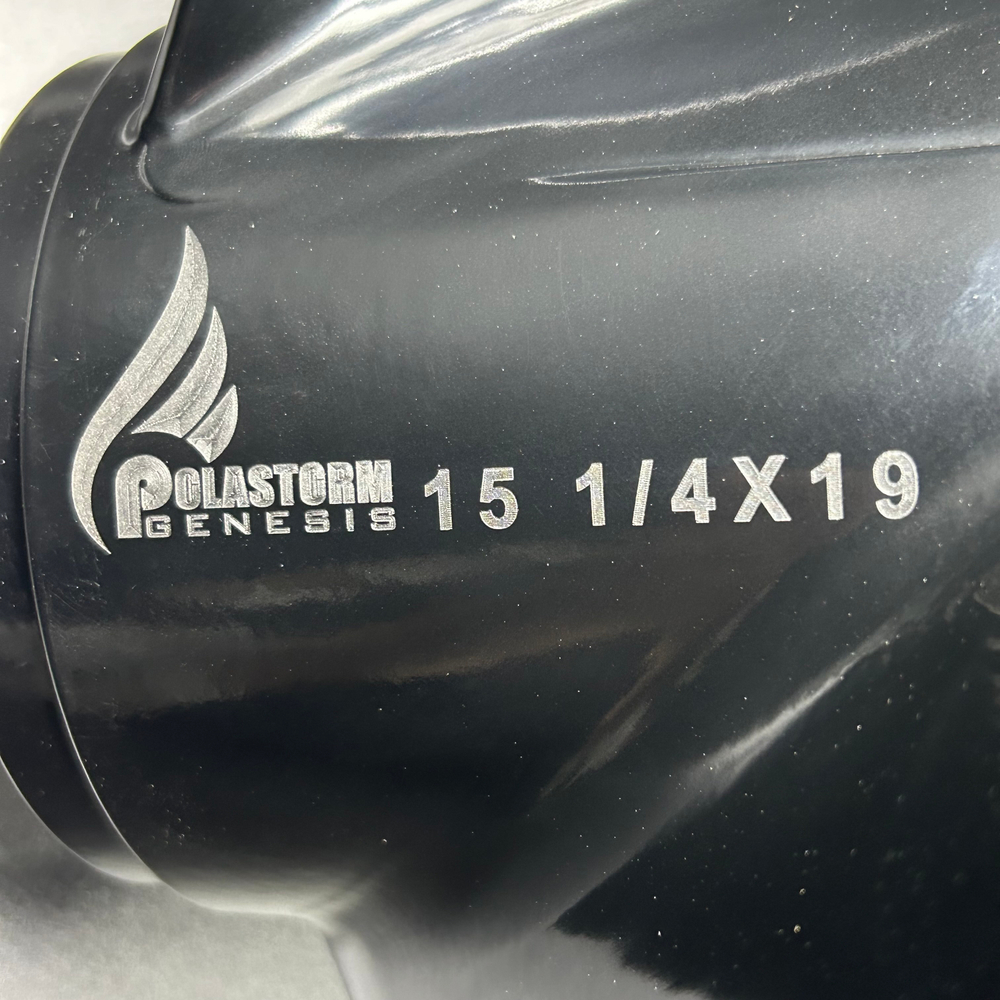 POLASTORM
GENESIS
15 1/4X19